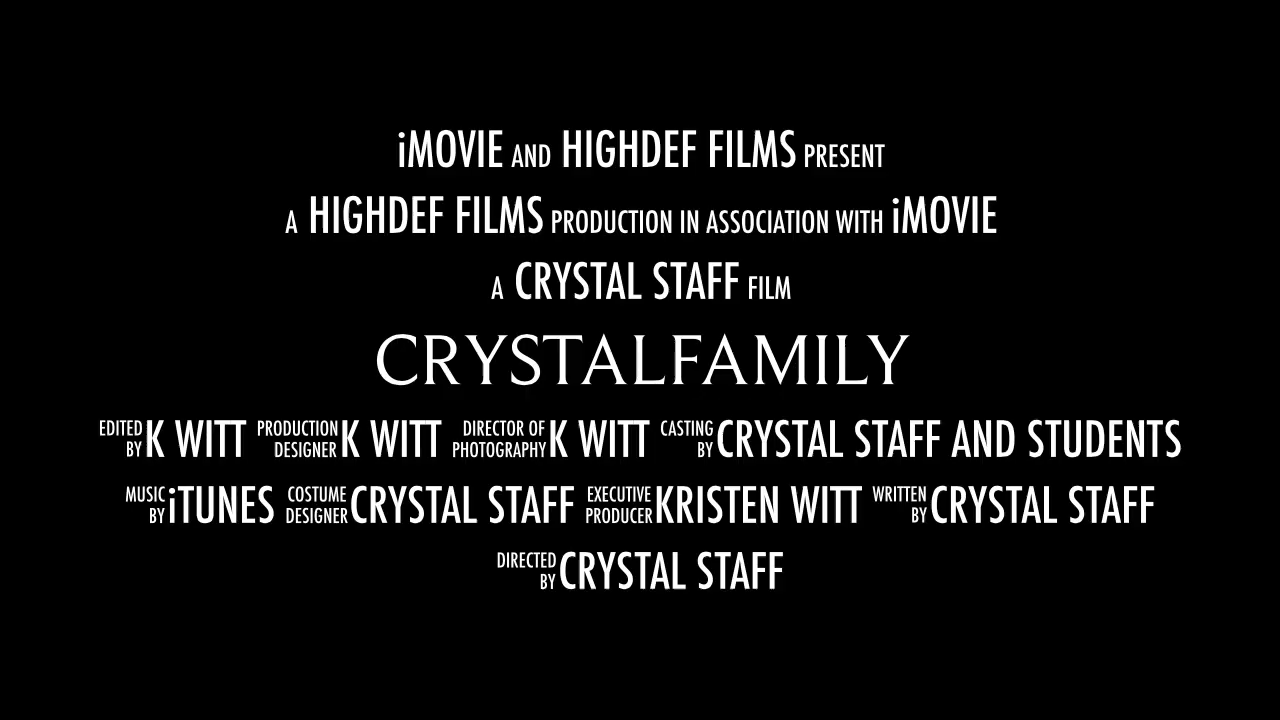 iMOVIE AND HIGHDEF FILMS PRESENT
A HIGHDEF FILMS PRODUCTION IN ASSOCIATION WITH iMOVIE
A CRYSTAL STAFF FILM
CRYSTALFAMILY
EDITED BY K WITT PRODUCTION DESIGNER K WITT DIRECTOR OF PHOTOGRAPHY K WITT CASTING BY CRYSTAL STAFF AND STUDENTS
MUSIC BY iTUNES COSTUME DESIGNER CRYSTAL STAFF EXECUTIVE PRODUCER KRISTEN WITT WRITTEN BY CRYSTAL STAFF
DIRECTED BY CRYSTAL STAFF